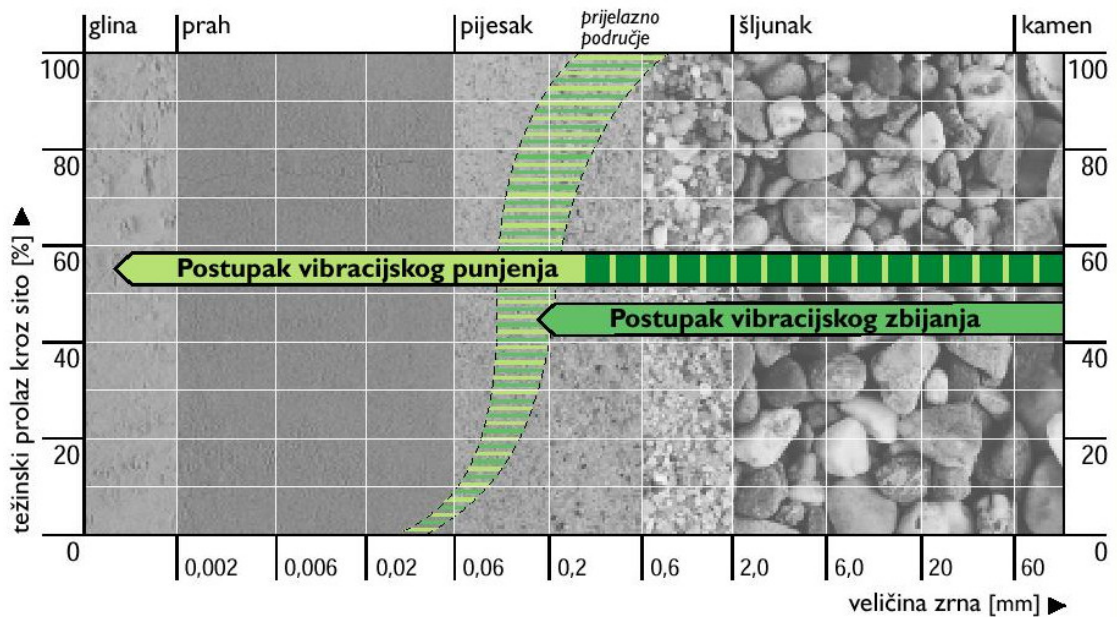 glina prah pijesak prijelazno područje šljunak kamen
100 100
80 80
60 60
Postupak vibracijskog punjenja
Postupak vibracijskog zbijanja
40 40
20 20
0 0
težinski prolaz kroz sito [%]
0,002 0,006 0,02 0,06 0,2 0,6 2,0 6,0 20 60
veličina zrna [mm]